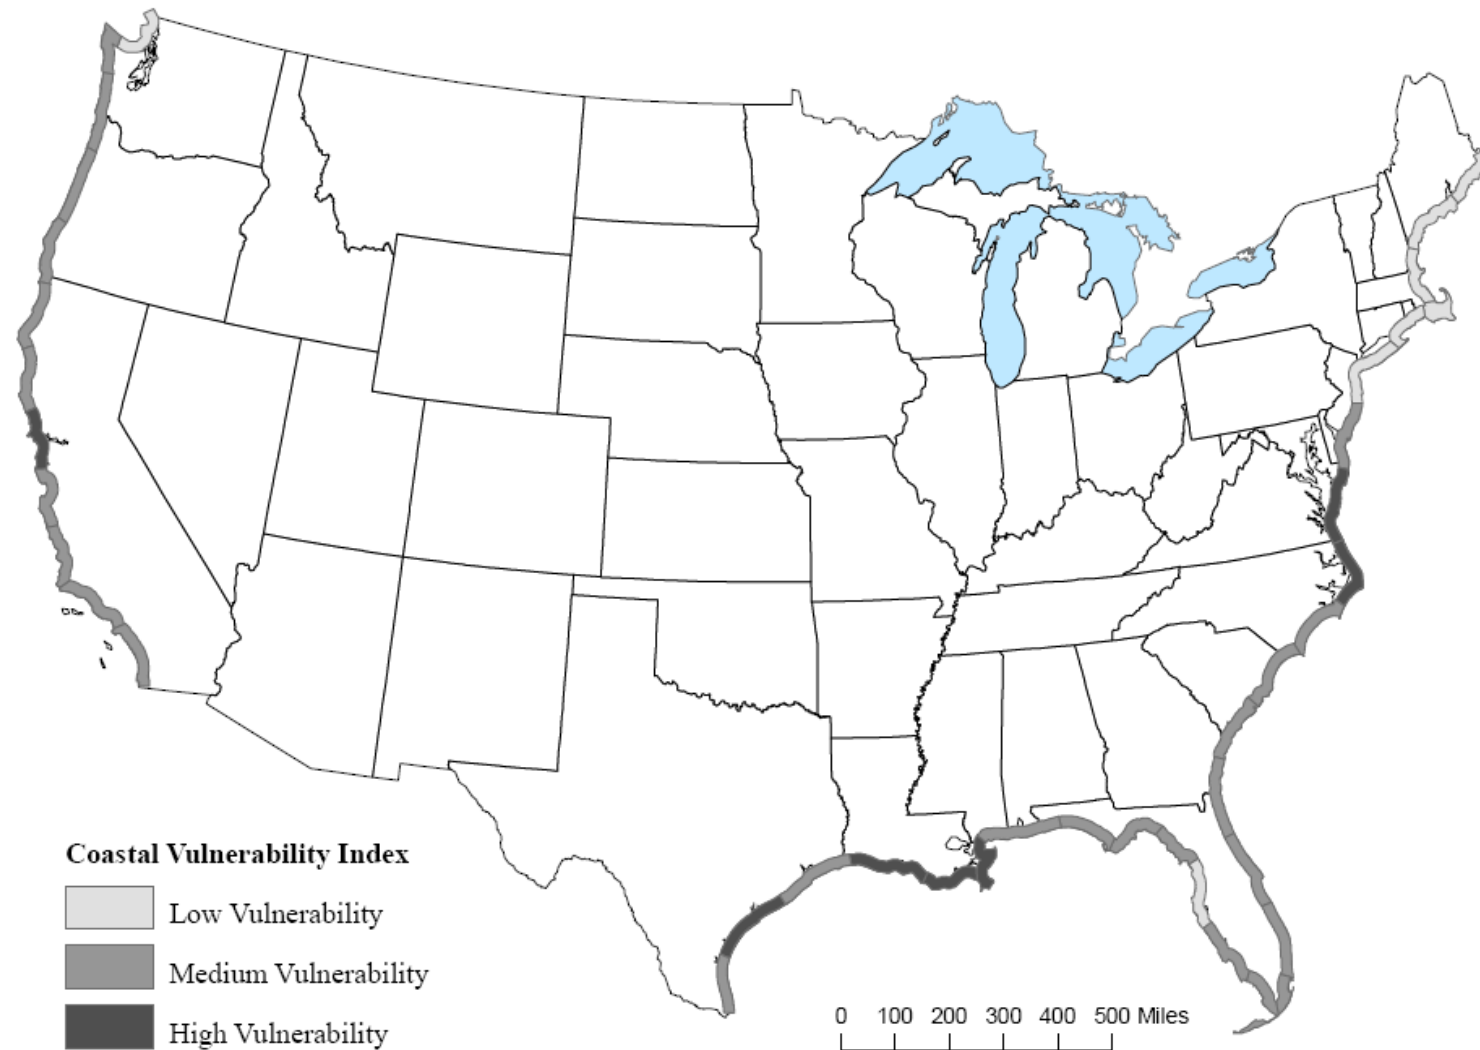 Coastal Vulnerability Index
Low Vulnerability
Medium Vulnerability
High Vulnerability
0 100 200 300 400 500 Miles